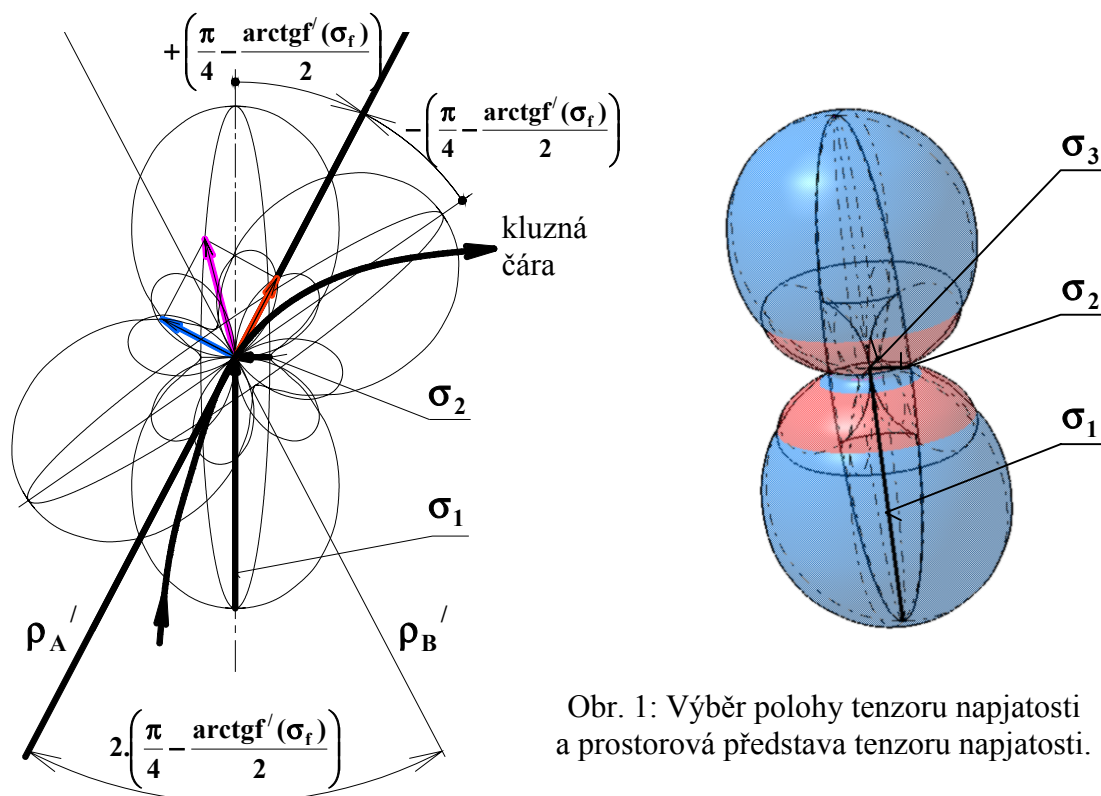 +(π/4 − arctgf′(σf)/2)
−(π/4 − arctgf′(σf)/2)
kluzná
čára
σ2
σ1
ρA′
ρB′
2.(π/4 − arctgf′(σf)/2)
σ3
σ2
σ1
Obr. 1: Výběr polohy tenzoru napjatosti
a prostorová představa tenzoru napjatosti.